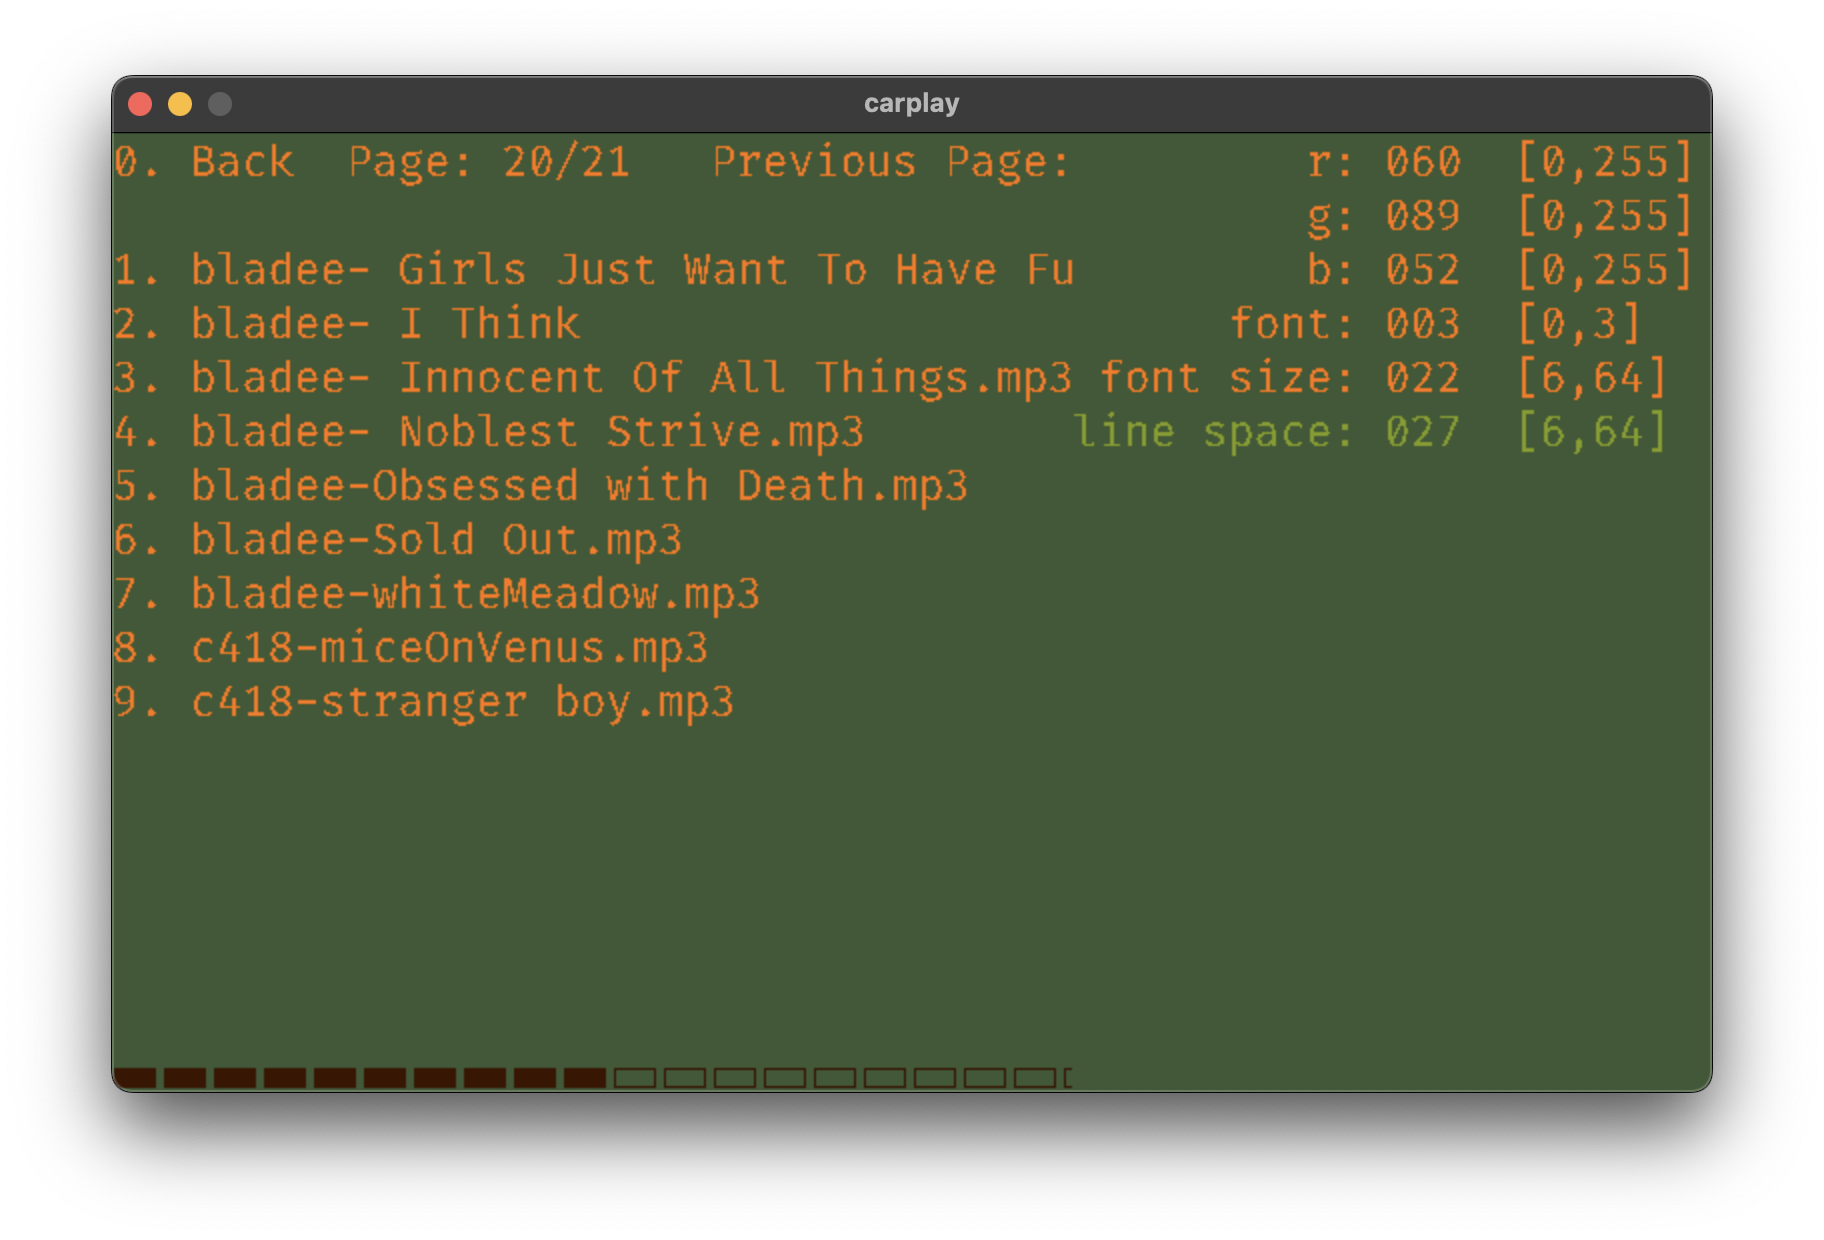 carplay
0. Back  Page: 20/21   Previous Page:
1. bladee- Girls Just Want To Have Fu
2. bladee- I Think
3. bladee- Innocent Of All Things.mp3
4. bladee- Noblest Strive.mp3
5. bladee-Obsessed with Death.mp3
6. bladee-Sold Out.mp3
7. bladee-whiteMeadow.mp3
8. c418-miceOnVenus.mp3
9. c418-stranger boy.mp3
r: 060  [0,255]
g: 089  [0,255]
b: 052  [0,255]
font: 003  [0,3]
font size: 022  [6,64]
line space: 027  [6,64]